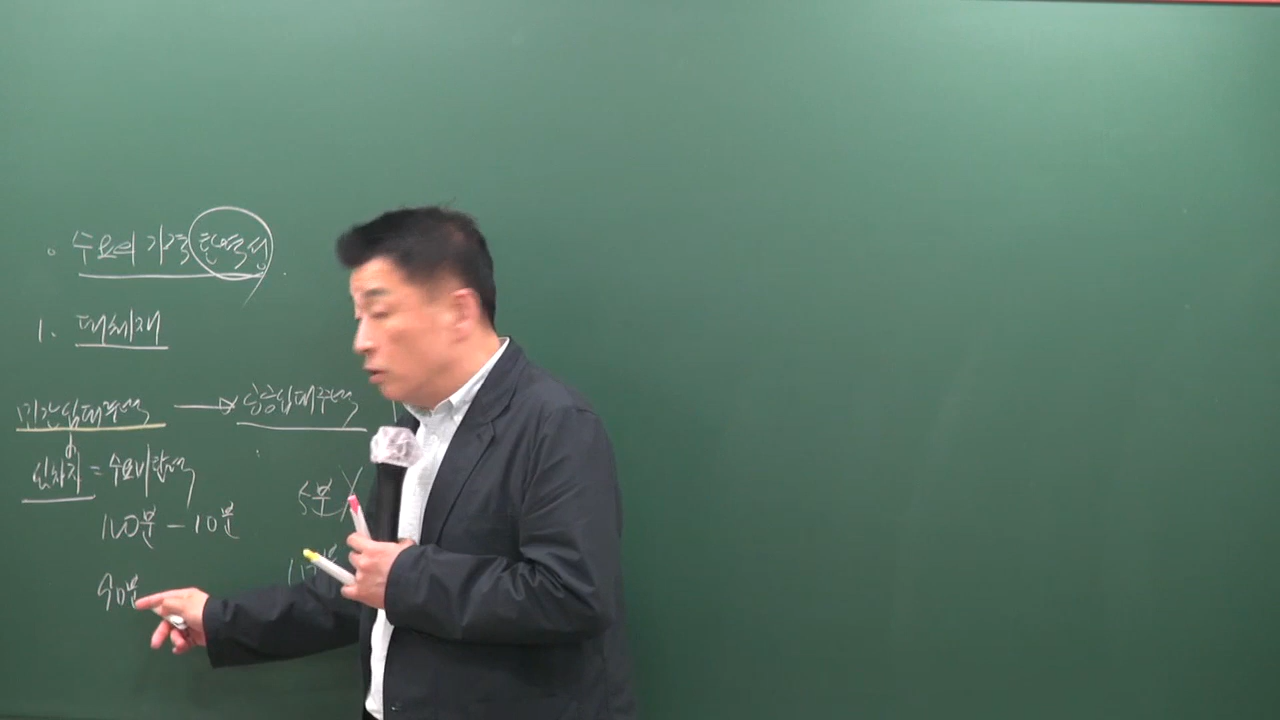 ◦ 수요의 가격탄력성
1. 대체재
민간임대주택 → 공공임대주택
임차자 = 수요비탄력
100분 - 10분
5분
90분